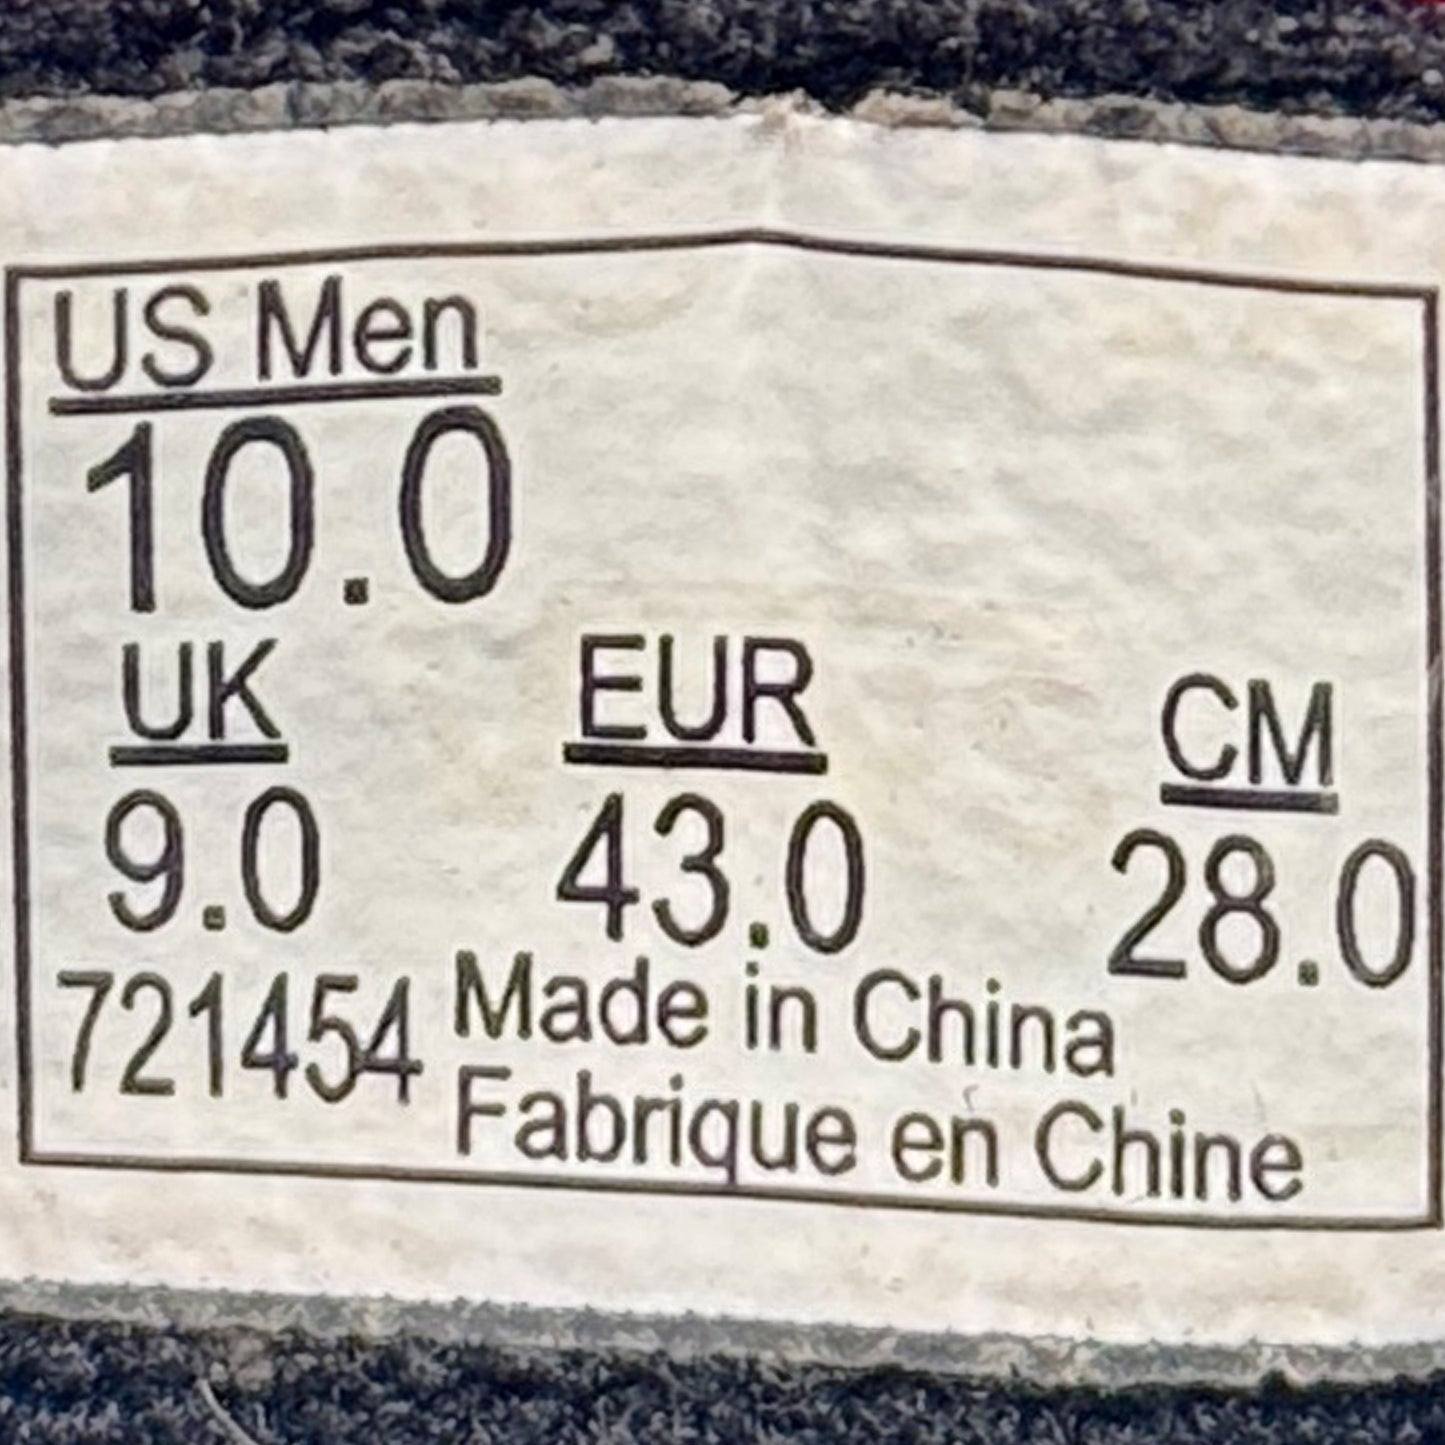 US Men
10.0
UK EUR CM
9.0 43.0 28.0
721454 Made in China
Fabrique en Chine